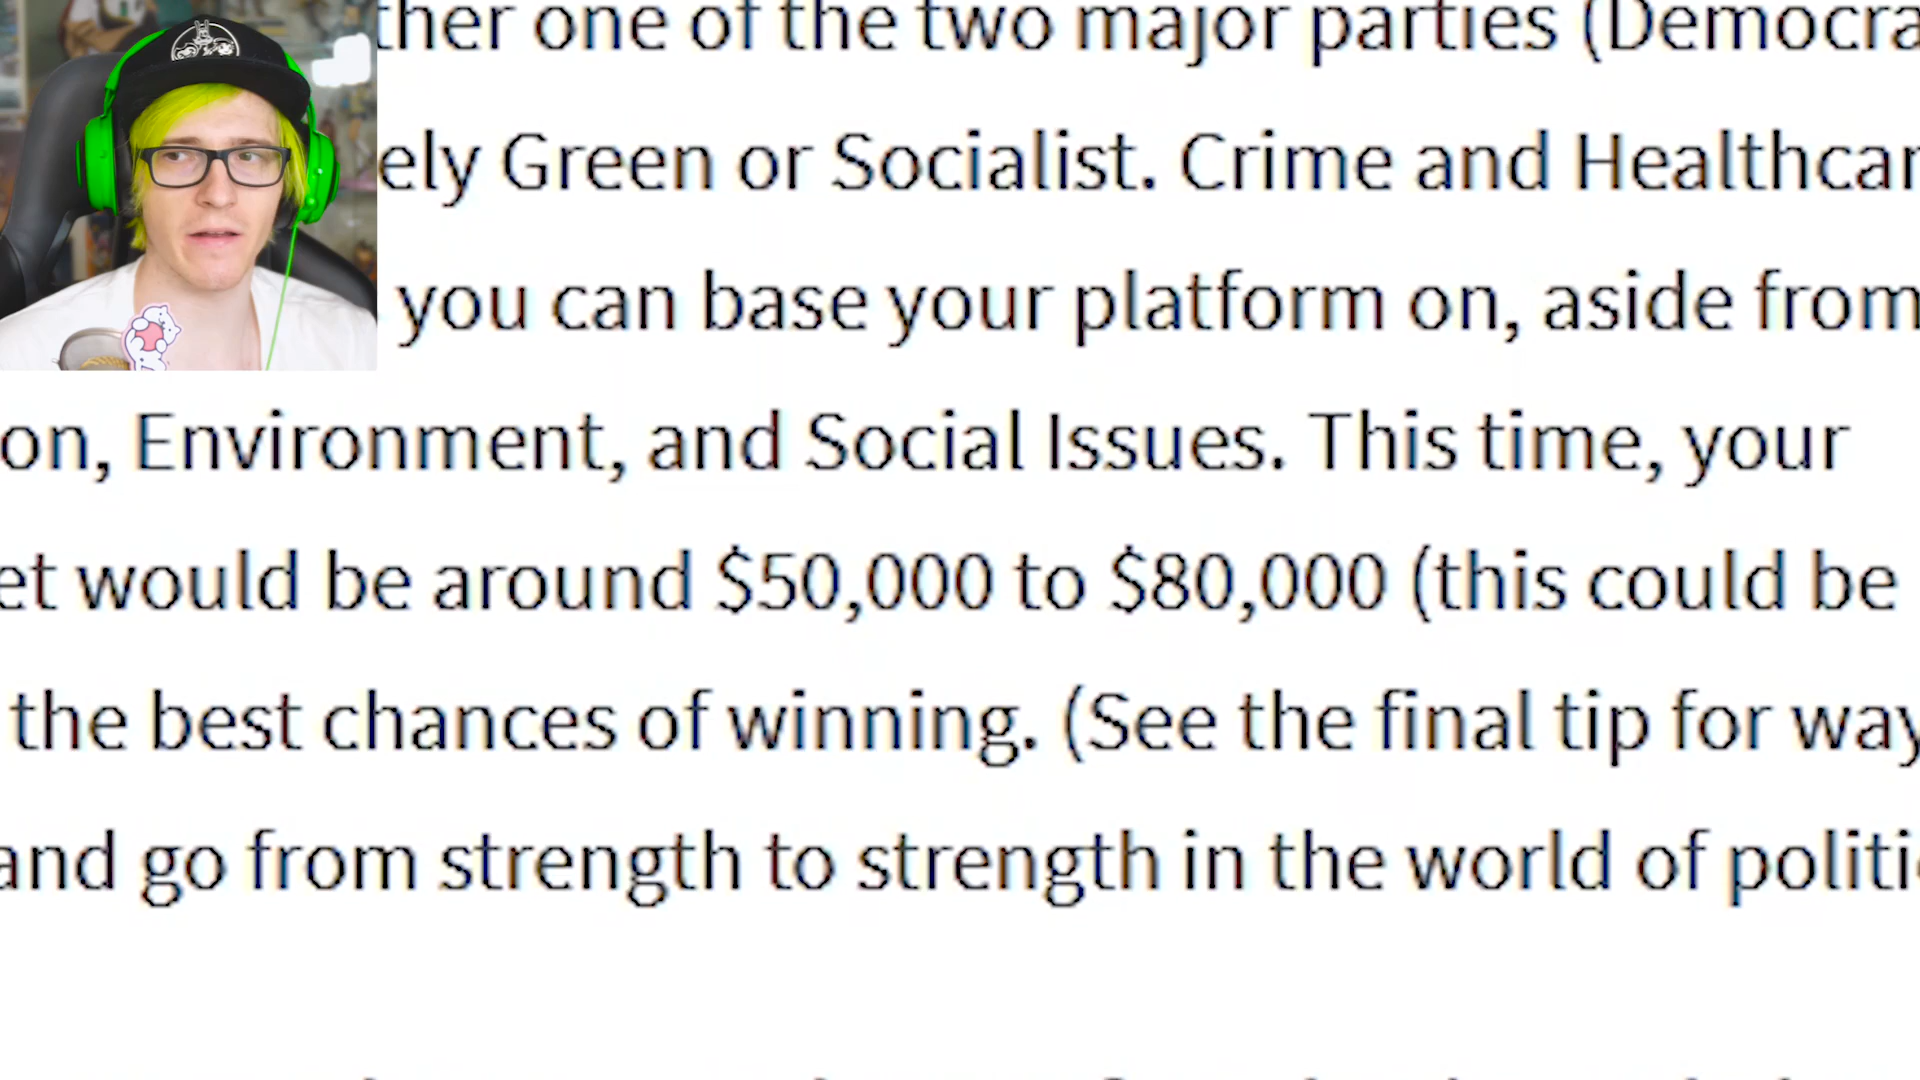 ther one of the two major parties (Democra
ely Green or Socialist. Crime and Healthcar
you can base your platform on, aside from
on, Environment, and Social Issues. This time, your
et would be around $50,000 to $80,000 (this could be
the best chances of winning. (See the final tip for way
and go from strength to strength in the world of politi